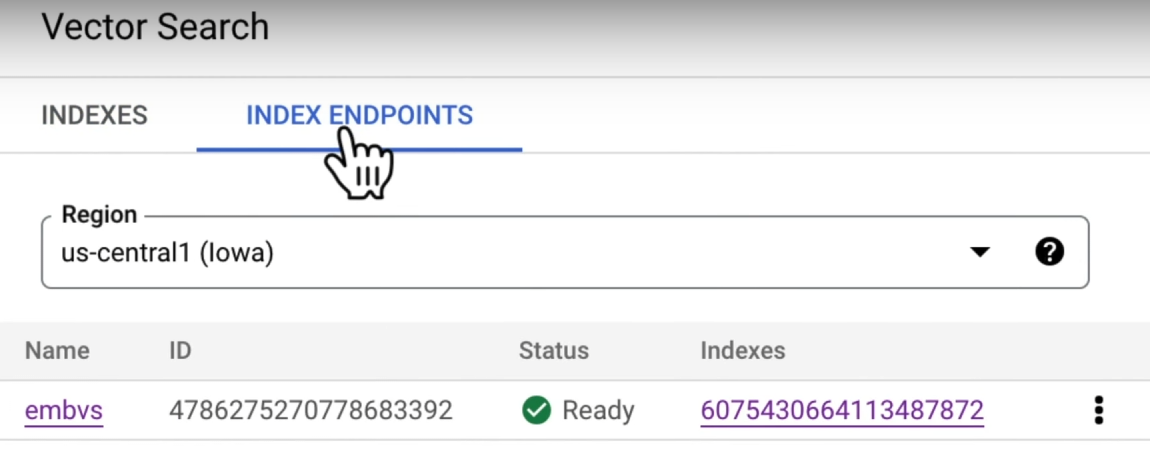 Vector Search
INDEXES INDEX ENDPOINTS
Region
us-central1 (Iowa)
Name ID Status Indexes
embvs 4786275270778683392 Ready 6075430664113487872